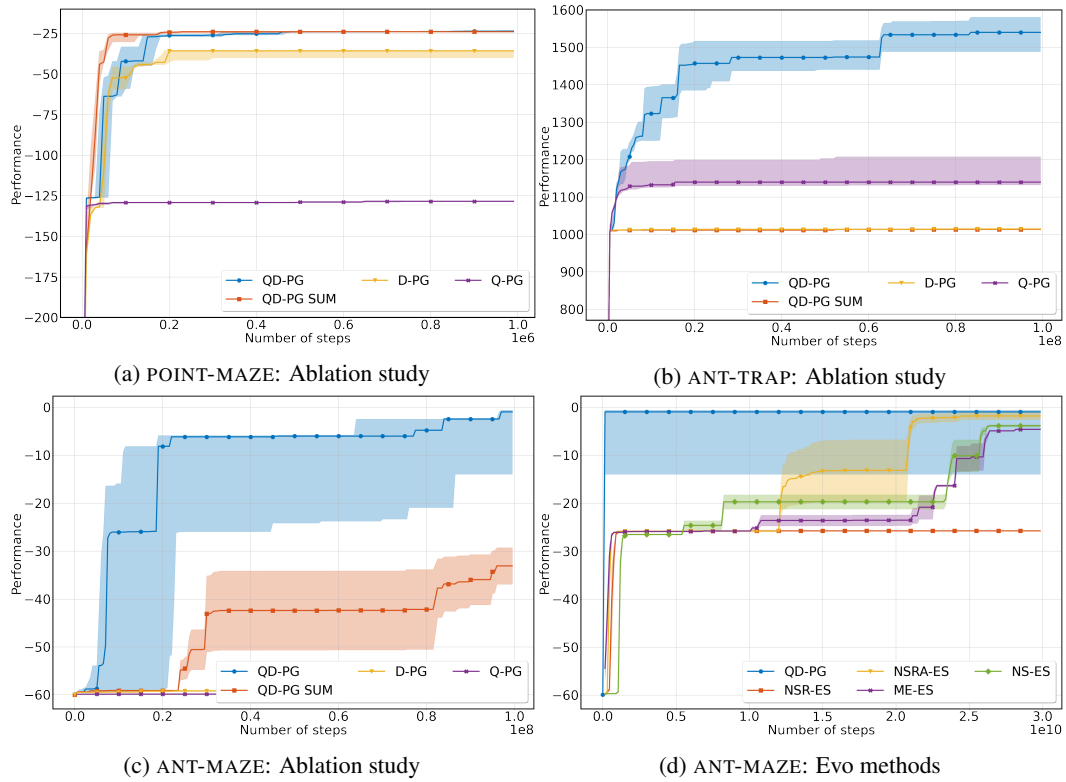 −25
−50
−75
−100
−125
−150
−175
−200
Performance
0.0 0.2 0.4 0.6 0.8 1.0
Number of steps
1e6
QD-PG D-PG Q-PG
QD-PG SUM
(a) POINT-MAZE: Ablation study
1600
1500
1400
1300
1200
1100
1000
900
800
Performance
0.0 0.2 0.4 0.6 0.8 1.0
Number of steps
1e8
QD-PG D-PG Q-PG
QD-PG SUM
(b) ANT-TRAP: Ablation study
0
−10
−20
−30
−40
−50
−60
Performance
0.0 0.2 0.4 0.6 0.8 1.0
Number of steps
1e8
QD-PG D-PG Q-PG
QD-PG SUM
(c) ANT-MAZE: Ablation study
0
−10
−20
−30
−40
−50
−60
Performance
0.0 0.5 1.0 1.5 2.0 2.5 3.0
Number of steps
1e10
QD-PG NSRA-ES NS-ES
NSR-ES ME-ES
(d) ANT-MAZE: Evo methods